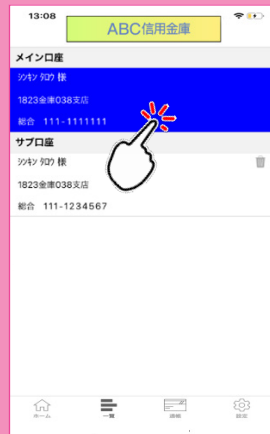 13:08
ABC信用金庫
メイン口座
ｼﾝｷﾝ ﾀﾛｳ 様
1823金庫038支店
総合 111-1111111
サブ口座
ｼﾝｷﾝ ﾀﾛｳ 様
1823金庫038支店
総合 111-1234567
ホーム 一覧 通帳 設定